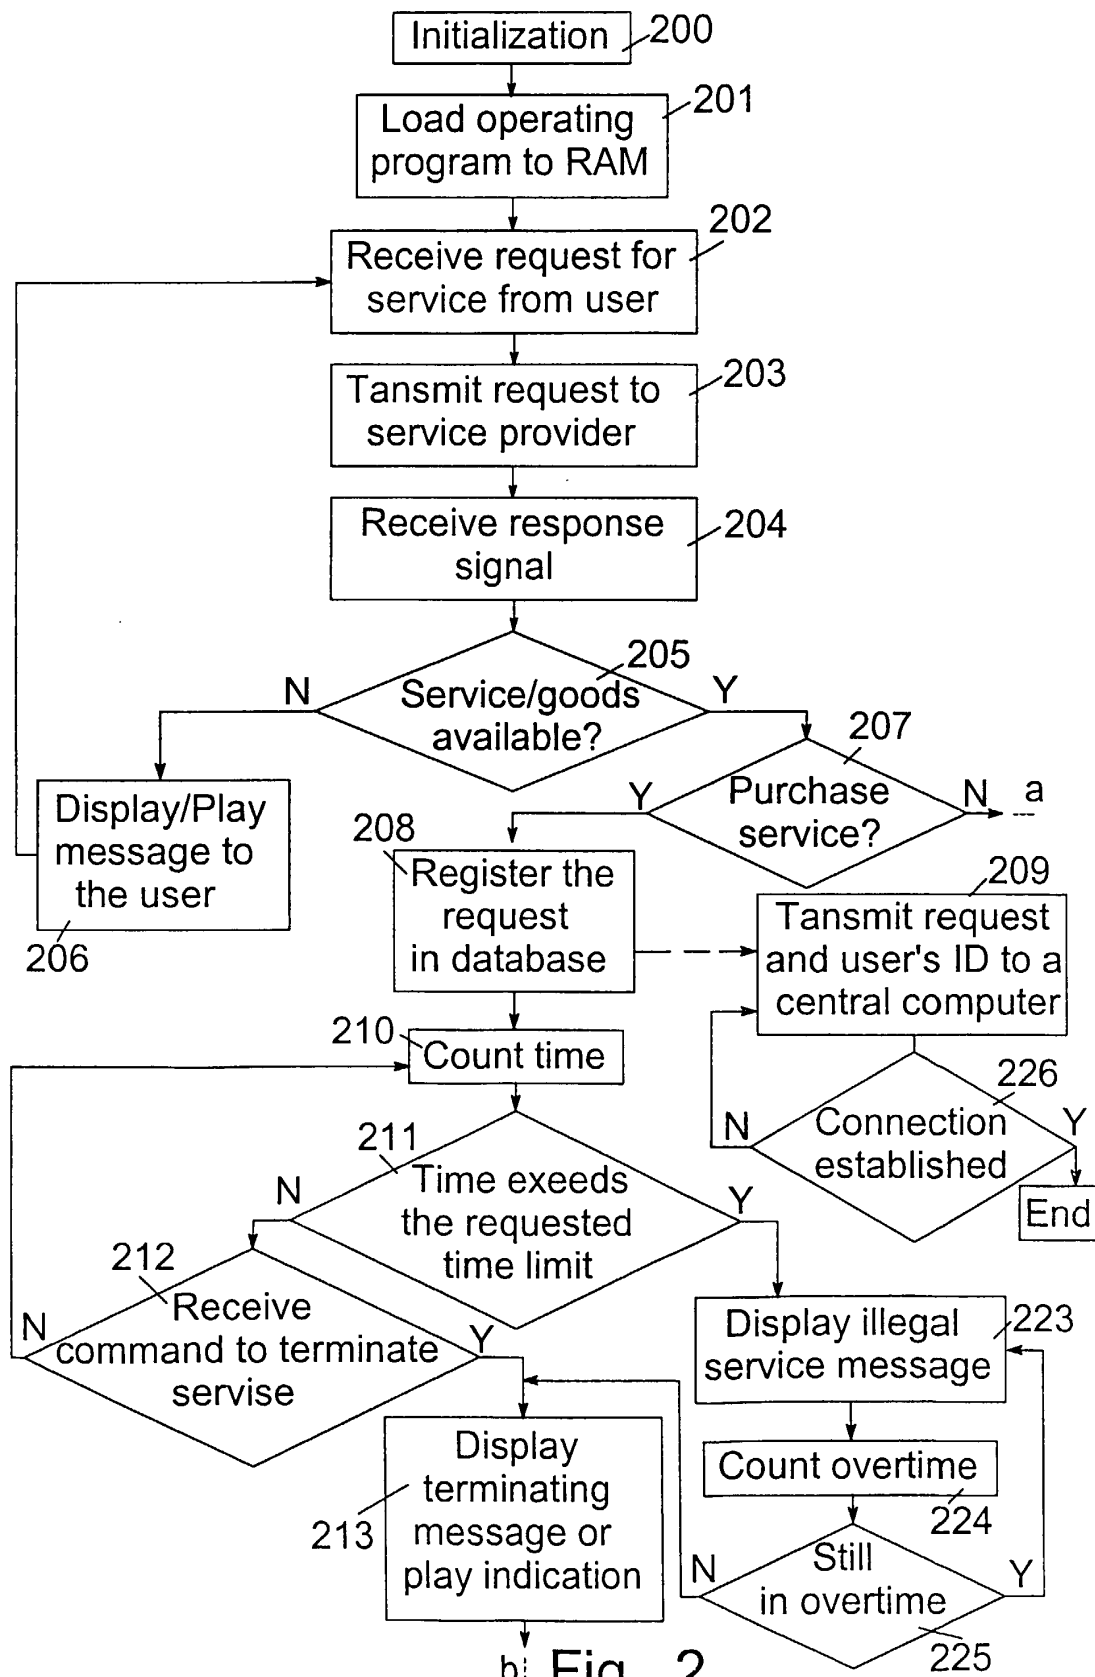 Initialization
200
Load operating
program to RAM
201
Receive request for
service from user
202
Tansmit request to
service provider
203
Receive response
signal
204
Service/goods
available?
205
N
Y
Display/Play
message to
the user
206
Purchase
service?
207
Y
N
a
208
Register the
request
in database
209
Tansmit request
and user's ID to a
central computer
210
Count time
226
Connection
established
N
Y
End
211
Time exeeds
the requested
time limit
N
Y
212
Receive
command to terminate
servise
N
Y
Display illegal
service message
223
Count overtime
224
Still
in overtime
225
N
Y
Display
terminating
message or
play indication
213
b
Fig. 2